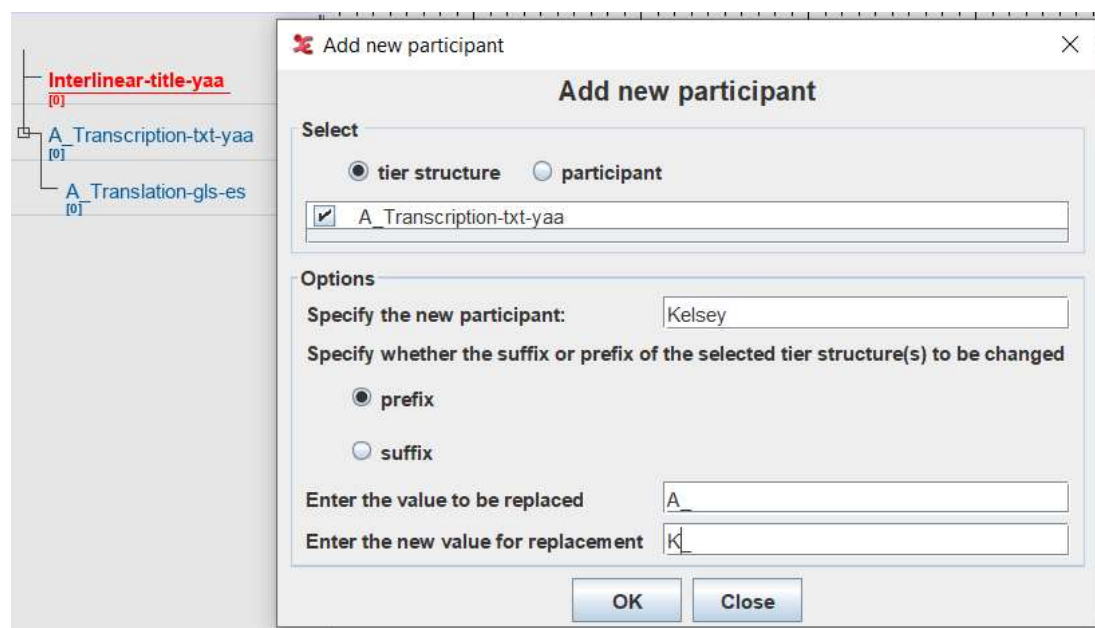 Interlinear-title-yaa
[0]
A_Transcription-txt-yaa
[0]
A_Translation-gls-es
[0]
Add new participant
Add new participant
Select
tier structure participant
A_Transcription-txt-yaa
Options
Specify the new participant: Kelsey
Specify whether the suffix or prefix of the selected tier structure(s) to be changed
prefix
suffix
Enter the value to be replaced A_
Enter the new value for replacement K_
OK Close